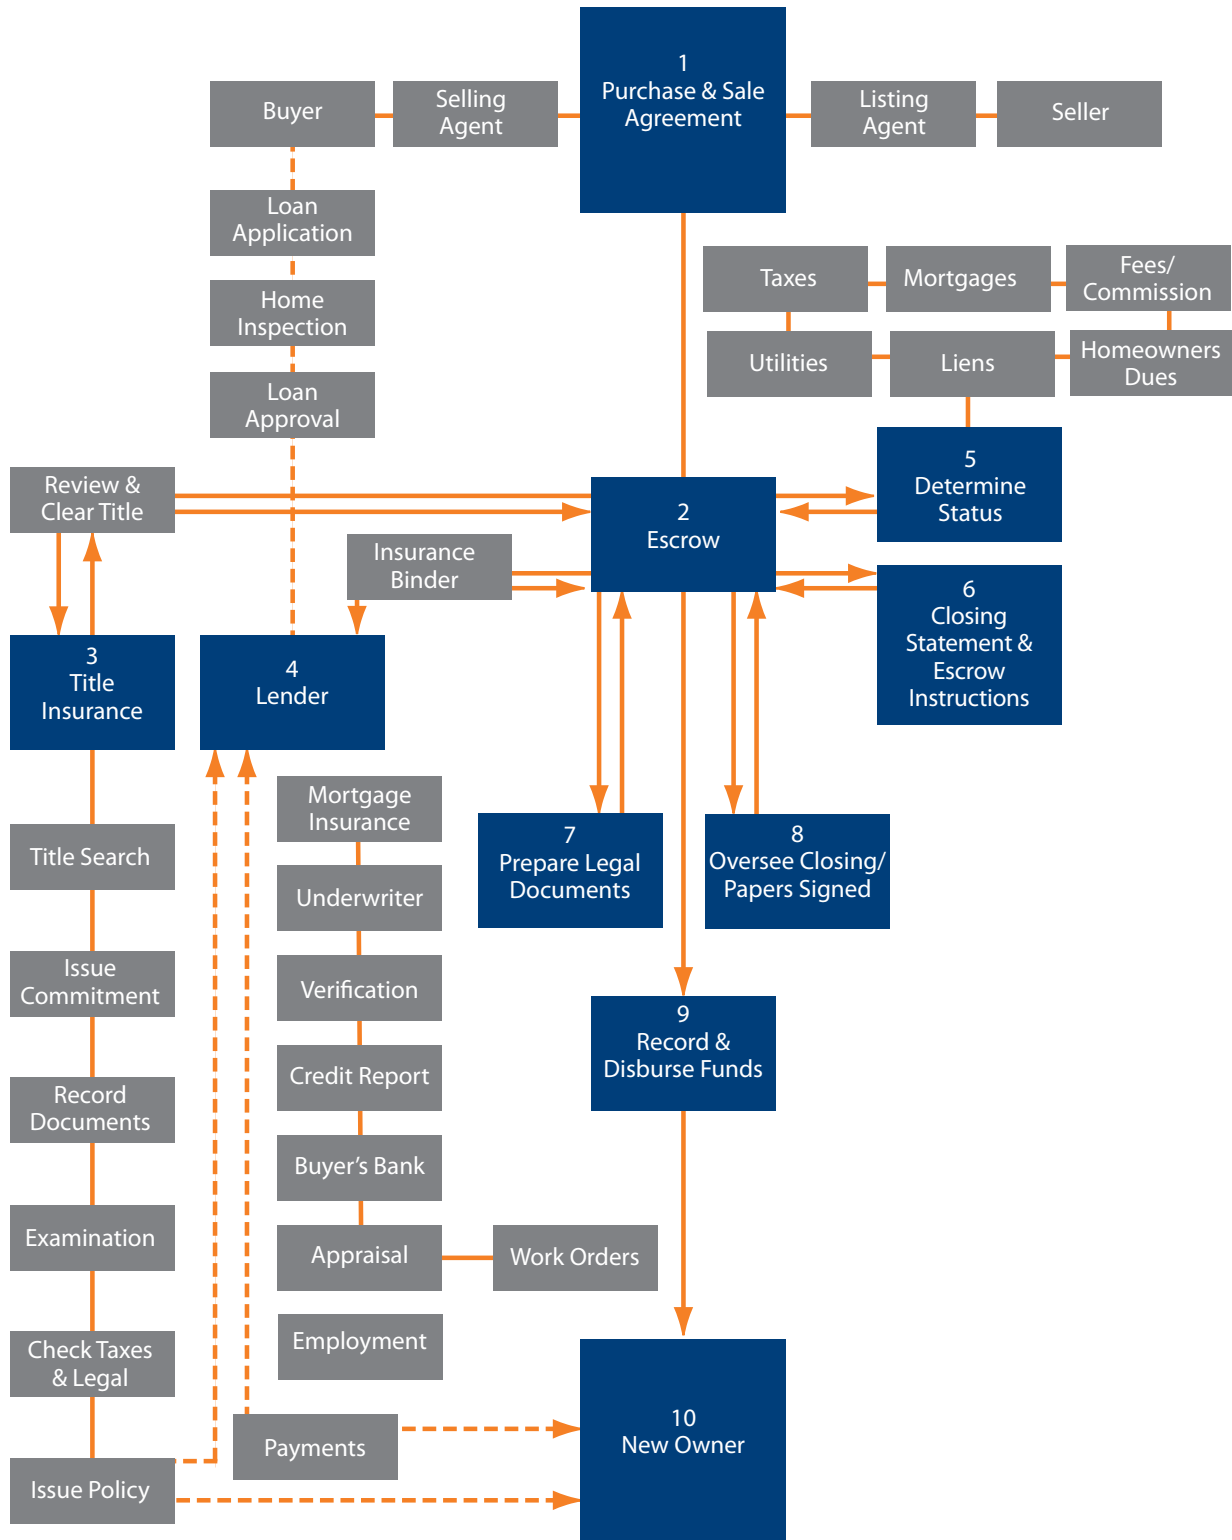 1
Purchase & Sale
Agreement
Buyer
Selling
Agent
Listing
Agent
Seller
Loan
Application
Home
Inspection
Loan
Approval
Taxes
Mortgages
Fees/
Commission
Utilities
Liens
Homeowners
Dues
5
Determine
Status
Review &
Clear Title
2
Escrow
Insurance
Binder
6
Closing
Statement &
Escrow
Instructions
3
Title
Insurance
4
Lender
Mortgage
Insurance
7
Prepare Legal
Documents
8
Oversee Closing/
Papers Signed
Title Search
Underwriter
Issue
Commitment
Verification
9
Record &
Disburse Funds
Credit Report
Record
Documents
Buyer’s Bank
Examination
Appraisal
Work Orders
Employment
Check Taxes
& Legal
10
New Owner
Payments
Issue Policy